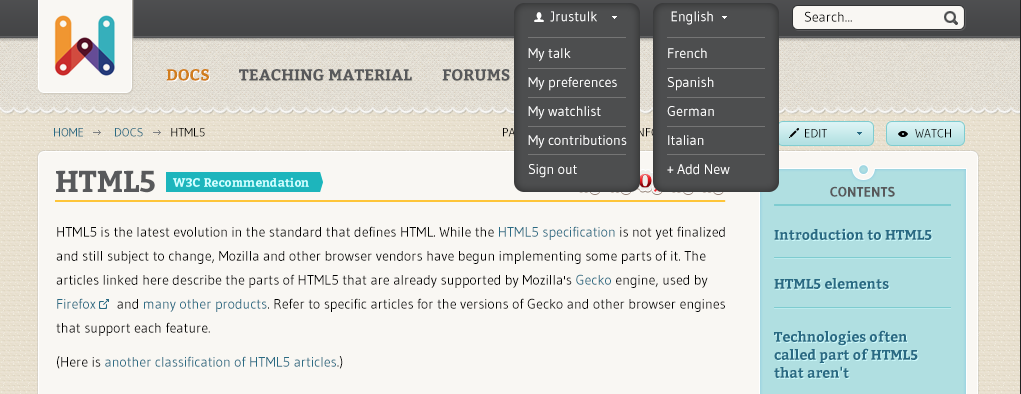 Jrustulk
English
Search...
My talk
My preferences
My watchlist
My contributions
Sign out
French
Spanish
German
Italian
+ Add New
DOCS
TEACHING MATERIAL
FORUMS
HOME → DOCS → HTML5
EDIT
WATCH
HTML5
W3C Recommendation
HTML5 is the latest evolution in the standard that defines HTML. While the HTML5 specification is not yet finalized
and still subject to change, Mozilla and other browser vendors have begun implementing some parts of it. The
articles linked here describe the parts of HTML5 that are already supported by Mozilla's Gecko engine, used by
Firefox and many other products. Refer to specific articles for the versions of Gecko and other browser engines
that support each feature.
(Here is another classification of HTML5 articles.)
CONTENTS
Introduction to HTML5
HTML5 elements
Technologies often
called part of HTML5
that aren't